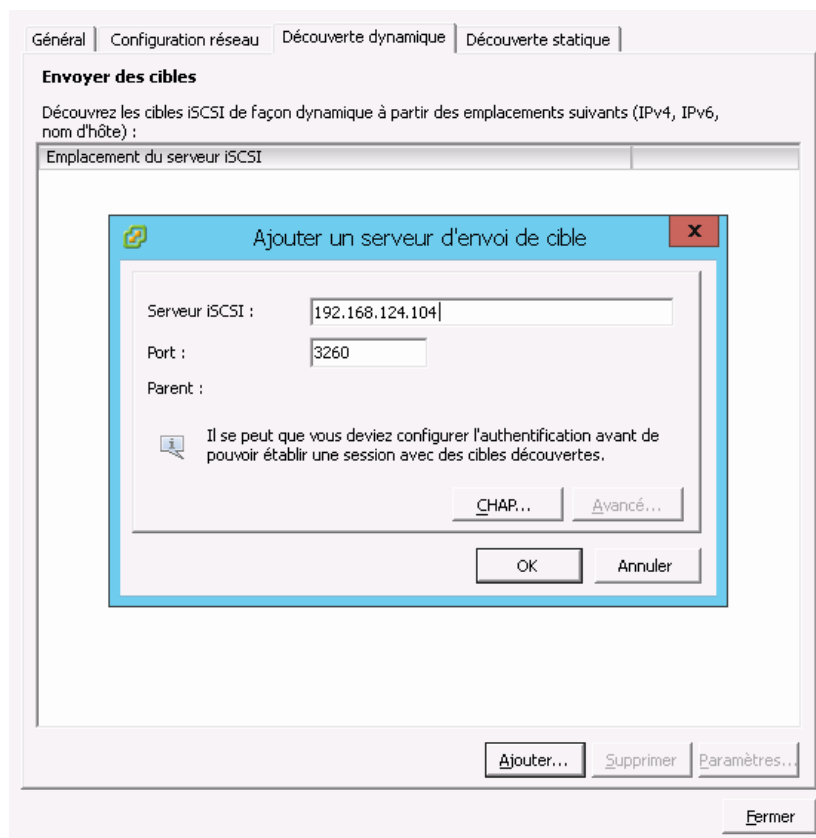 Général
Configuration réseau
Découverte dynamique
Découverte statique
Envoyer des cibles
Découvrez les cibles iSCSI de façon dynamique à partir des emplacements suivants (IPv4, IPv6,
nom d'hôte) :
Emplacement du serveur iSCSI
Ajouter un serveur d'envoi de cible
x
Serveur iSCSI :
192.168.124.104
Port :
3260
Parent :
Il se peut que vous deviez configurer l'authentification avant de
pouvoir établir une session avec des cibles découvertes.
CHAP...
Avancé...
OK
Annuler
Ajouter...
Supprimer
Paramètres...
Fermer